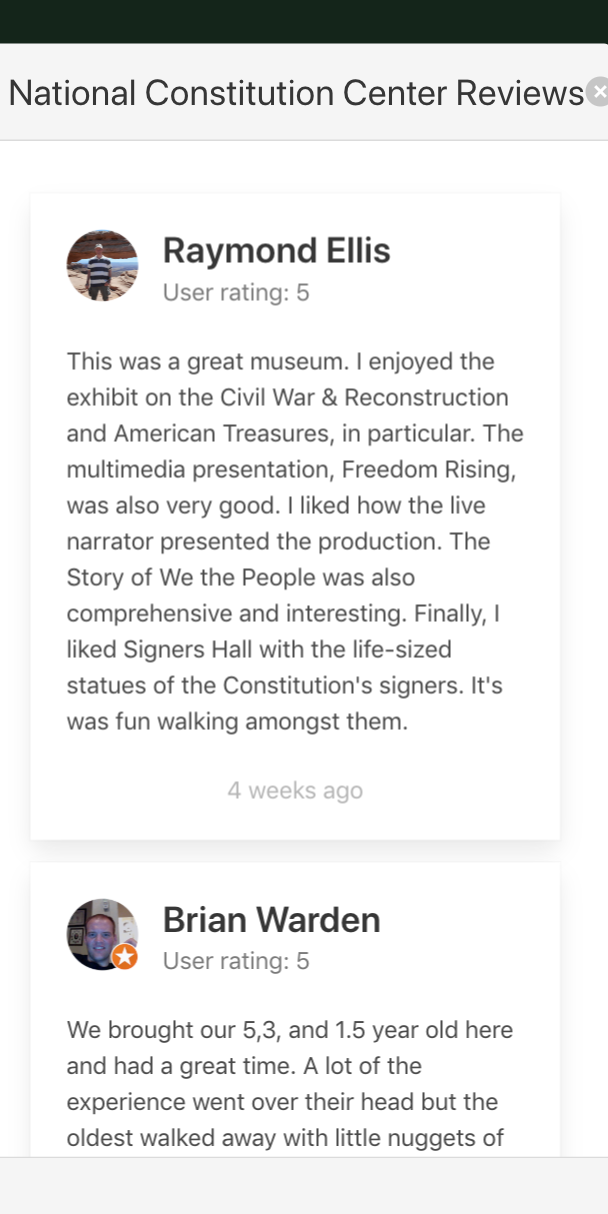 National Constitution Center Reviews
Raymond Ellis
User rating: 5
This was a great museum. I enjoyed the
exhibit on the Civil War & Reconstruction
and American Treasures, in particular. The
multimedia presentation, Freedom Rising,
was also very good. I liked how the live
narrator presented the production. The
Story of We the People was also
comprehensive and interesting. Finally, I
liked Signers Hall with the life-sized
statues of the Constitution's signers. It's
was fun walking amongst them.
4 weeks ago
Brian Warden
User rating: 5
We brought our 5,3, and 1.5 year old here
and had a great time. A lot of the
experience went over their head but the
oldest walked away with little nuggets of